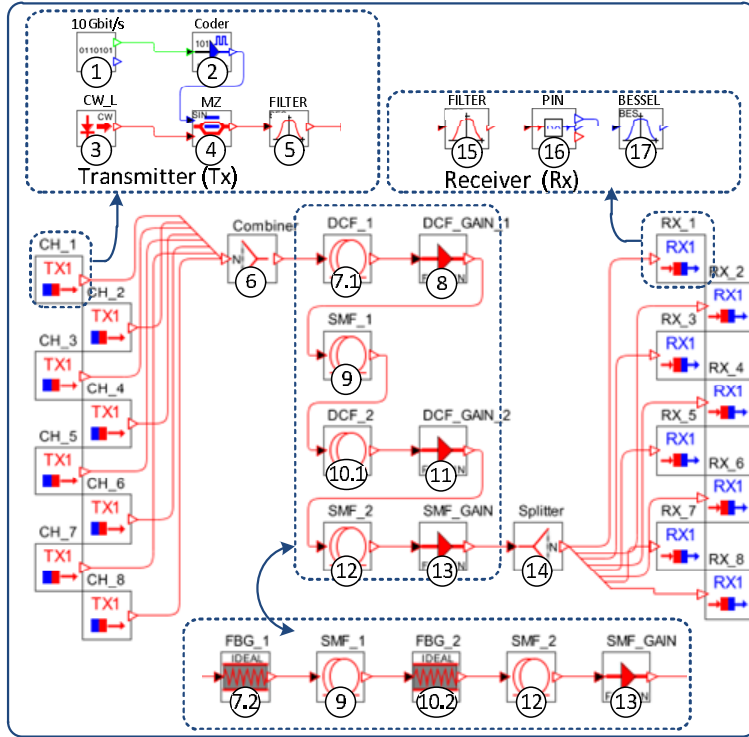 10 Gbit/s
Coder
0110101
101
1
2
CW_L
MZ
FILTER
CW
SIN
3
4
5
Transmitter (Tx)
FILTER
PIN
BESSEL
BES
15
16
17
Receiver (Rx)
CH_1
TX1
CH_2
TX1
CH_3
TX1
CH_4
TX1
CH_5
TX1
CH_6
TX1
CH_7
TX1
CH_8
TX1
Combiner
N
6
DCF_1
7.1
DCF_GAIN_1
8
SMF_1
9
DCF_2
10.1
DCF_GAIN_2
11
SMF_2
12
SMF_GAIN
13
Splitter
N
14
RX_1
RX1
RX_2
RX1
RX_3
RX1
RX_4
RX1
RX_5
RX1
RX_6
RX1
RX_7
RX1
RX_8
RX1
FBG_1
IDEAL
7.2
SMF_1
9
FBG_2
IDEAL
10.2
SMF_2
12
SMF_GAIN
13